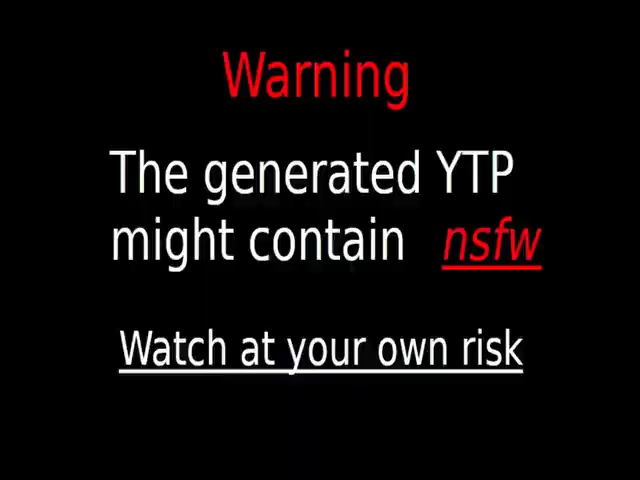 Warning
The generated YTP
might contain nsfw
Watch at your own risk